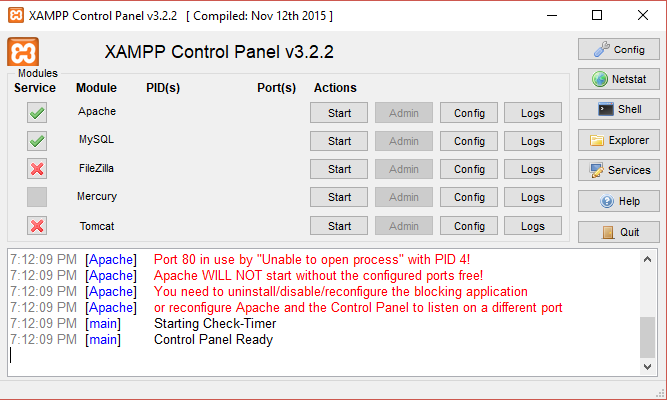 XAMPP Control Panel v3.2.2 [ Compiled: Nov 12th 2015 ]
XAMPP Control Panel v3.2.2
Config
Modules
Service Module PID(s) Port(s) Actions
Netstat
Apache Start Admin Config Logs
Shell
MySQL Start Admin Config Logs
Explorer
FileZilla Start Admin Config Logs
Services
Mercury Start Admin Config Logs
Help
Tomcat Start Admin Config Logs
Quit
7:12:09 PM [Apache] Port 80 in use by "Unable to open process" with PID 4!
7:12:09 PM [Apache] Apache WILL NOT start without the configured ports free!
7:12:09 PM [Apache] You need to uninstall/disable/reconfigure the blocking application
7:12:09 PM [Apache] or reconfigure Apache and the Control Panel to listen on a different port
7:12:09 PM [main] Starting Check-Timer
7:12:09 PM [main] Control Panel Ready